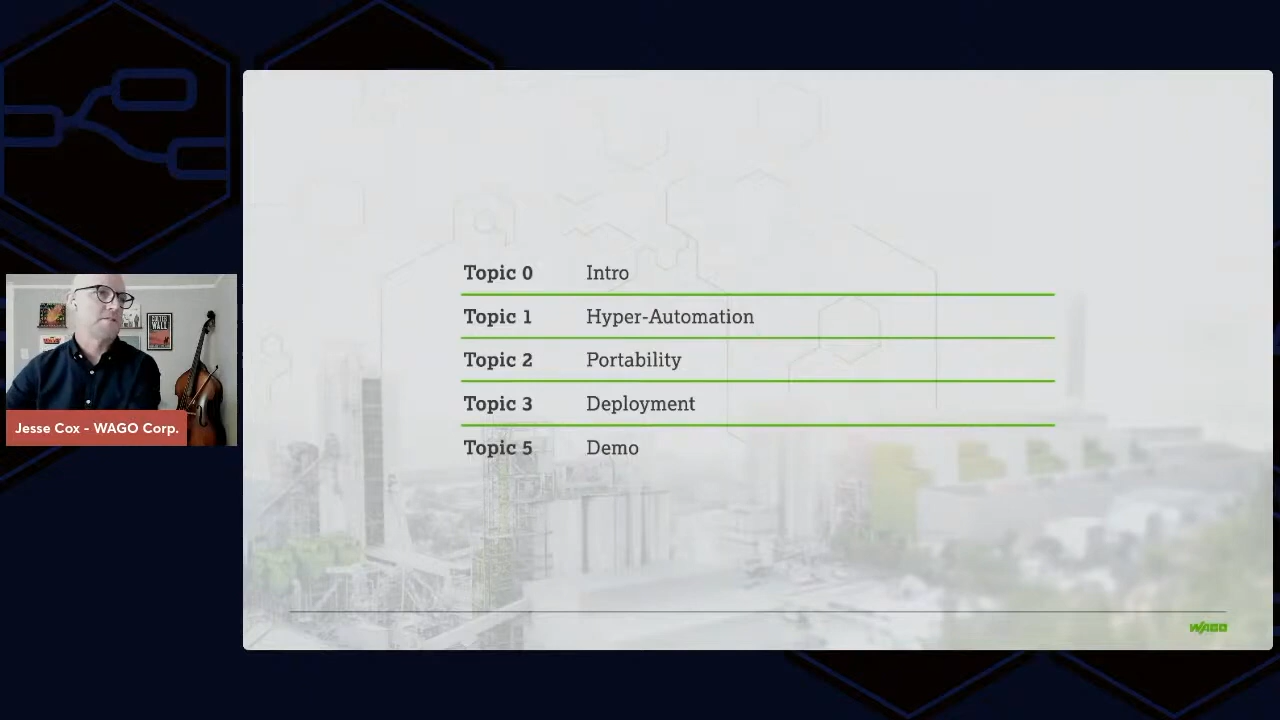 Topic 0 Intro
Topic 1 Hyper-Automation
Topic 2 Portability
Topic 3 Deployment
Topic 5 Demo
Jesse Cox - WAGO Corp.
WAGO